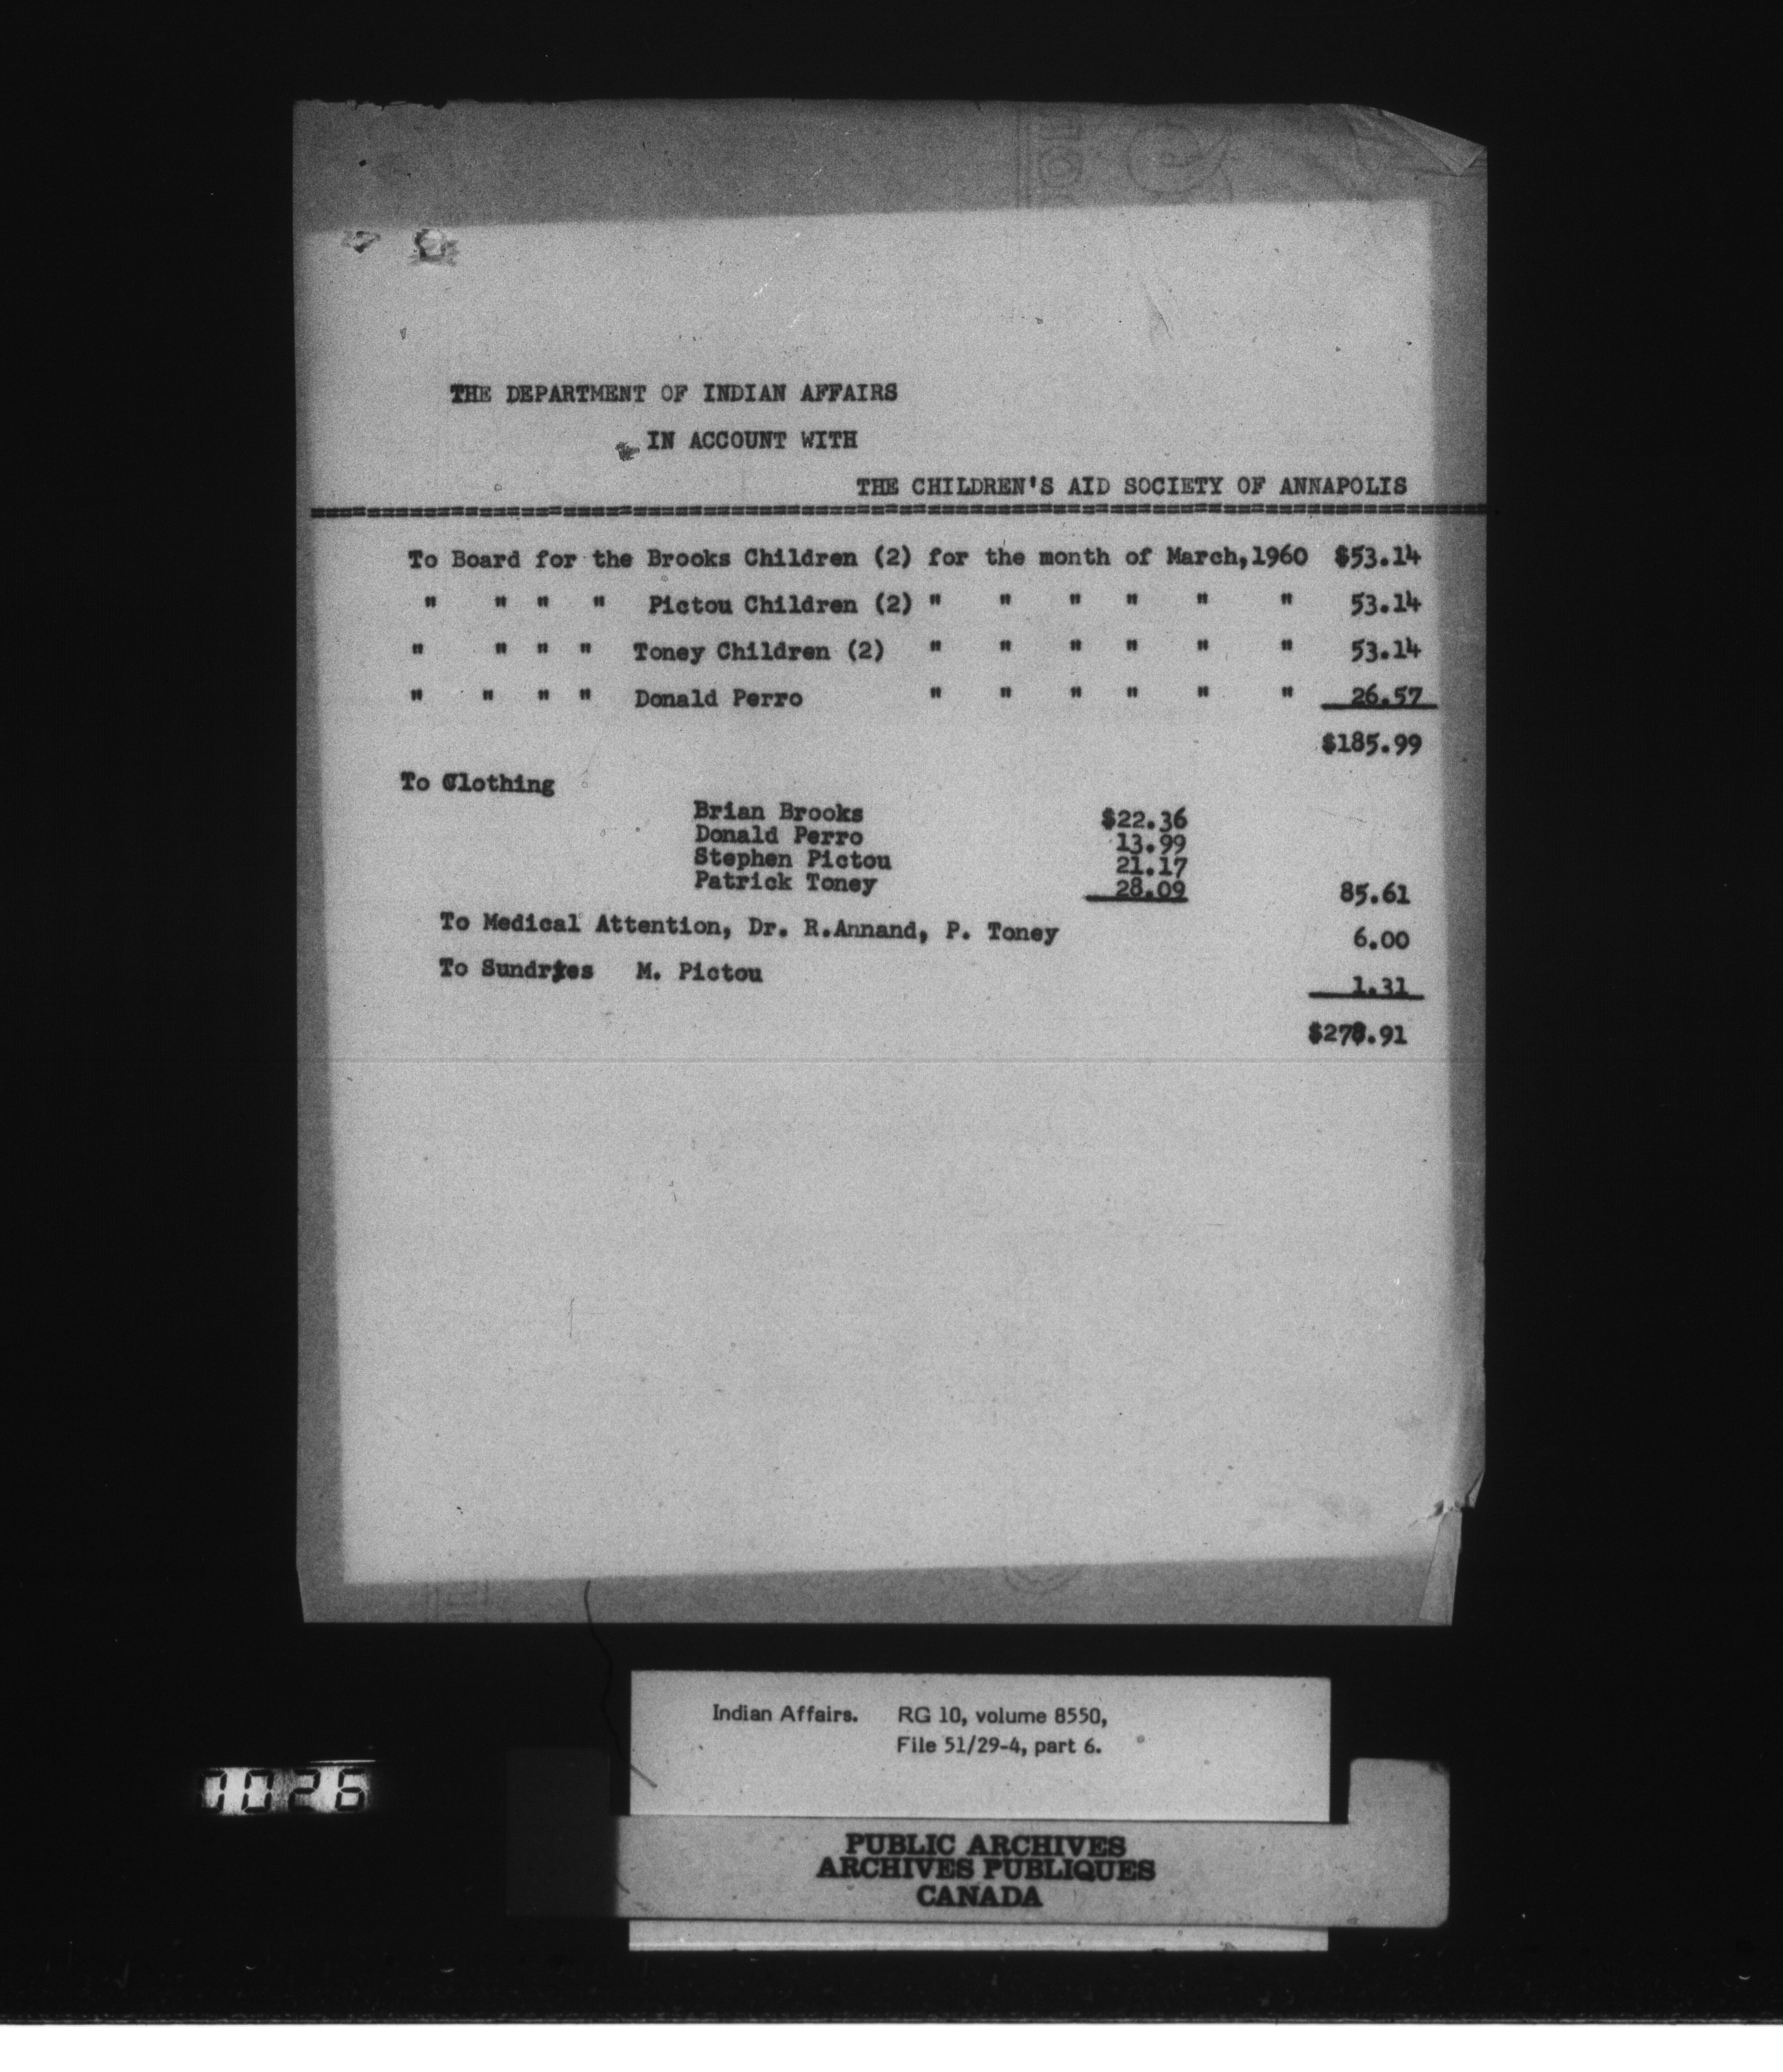 THE DEPARTMENT OF INDIAN AFFAIRS
IN ACCOUNT WITH
THE CHILDREN'S AID SOCIETY OF ANNAPOLIS
To Board for the Brooks Children (2) for the month of March,1960 $53.14
" " " " Pictou Children (2) " " " " " " 53.14
" " " " Toney Children (2) " " " " " " 53.14
" " " " Donald Perro " " " " " " 26.57
$185.99
To Clothing
Brian Brooks $22.36
Donald Perro 13.99
Stephen Pictou 21.17
Patrick Toney 28.09 85.61
To Medical Attention, Dr. R.Annand, P. Toney 6.00
To Sundries M. Pictou 1.31
$278.91
Indian Affairs. RG 10, volume 8550,
File 51/29-4, part 6.
0026
PUBLIC ARCHIVES
ARCHIVES PUBLIQUES
CANADA